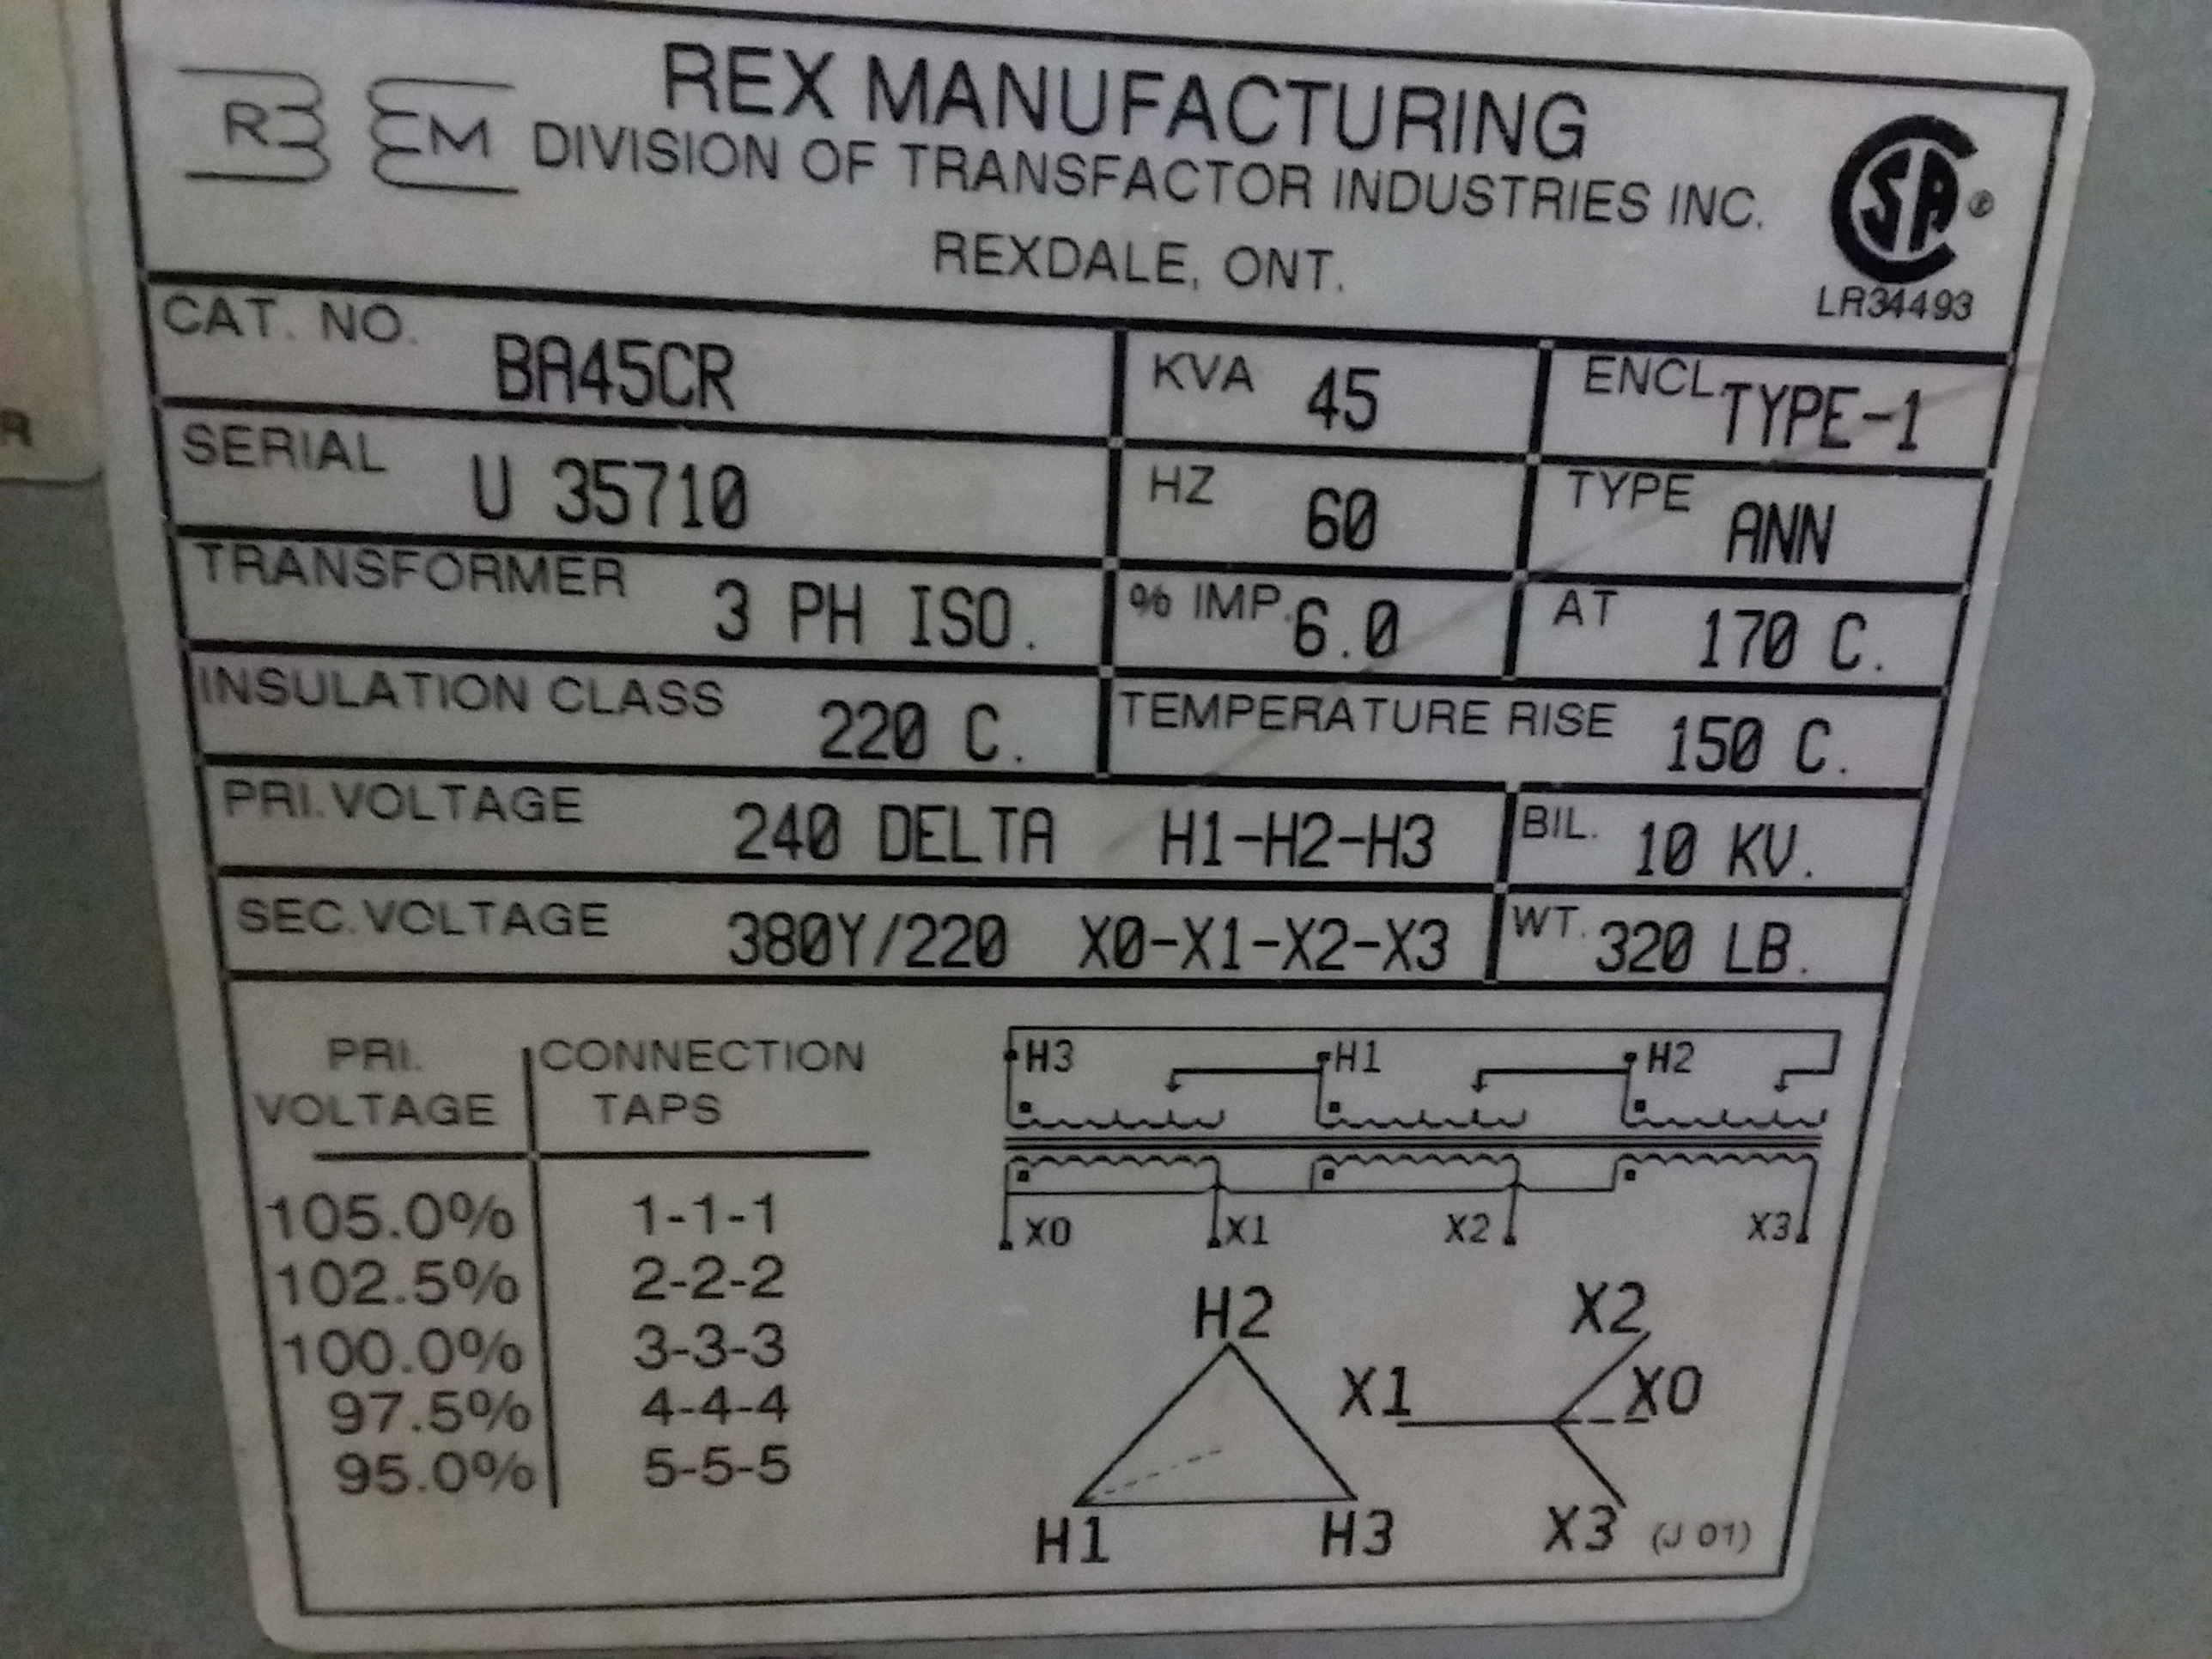 REX MANUFACTURING
R EM DIVISION OF TRANSFACTOR INDUSTRIES INC.
REXDALE, ONT.
CSA ®
LR34493
CAT. NO. BA45CR KVA 45 ENCL. TYPE-1
SERIAL U 35710 HZ 60 TYPE ANN
TRANSFORMER 3 PH ISO. % IMP. 6.0 AT 170 C.
INSULATION CLASS 220 C. TEMPERATURE RISE 150 C.
PRI. VOLTAGE 240 DELTA H1-H2-H3 BIL. 10 KV.
SEC. VOLTAGE 380Y/220 X0-X1-X2-X3 WT. 320 LB.
PRI. CONNECTION
VOLTAGE TAPS
105.0% 1-1-1
102.5% 2-2-2
100.0% 3-3-3
97.5% 4-4-4
95.0% 5-5-5
H3 H1 H2
X0 X1 X2 X3
H2 X2
X1 X0
H1 H3 X3 (J 01)
R